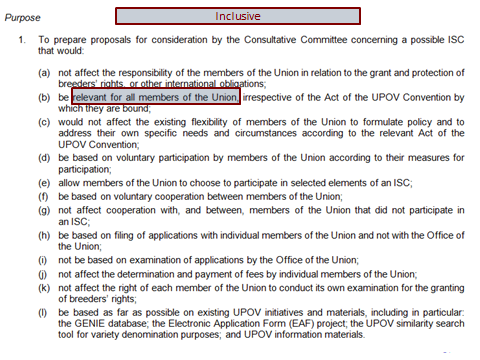 Purpose
Inclusive
1. To prepare proposals for consideration by the Consultative Committee concerning a possible ISC
that would:
(a) not affect the responsibility of the members of the Union in relation to the grant and protection of
breeders' rights, or other international obligations;
(b) be relevant for all members of the Union, irrespective of the Act of the UPOV Convention by
which they are bound;
(c) would not affect the existing flexibility of members of the Union to formulate policy and to
address their own specific needs and circumstances according to the relevant Act of the
UPOV Convention;
(d) be based on voluntary participation by members of the Union according to their measures for
participation;
(e) allow members of the Union to choose to participate in selected elements of an ISC;
(f) be based on voluntary cooperation between members of the Union;
(g) not affect cooperation with, and between, members of the Union that did not participate in
an ISC;
(h) be based on filing of applications with individual members of the Union and not with the Office of
the Union;
(i) not be based on examination of applications by the Office of the Union;
(j) not affect the determination and payment of fees by individual members of the Union;
(k) not affect the right of each member of the Union to conduct its own examination for the granting
of breeders' rights;
(l) be based as far as possible on existing UPOV initiatives and materials, including in particular:
the GENIE database; the Electronic Application Form (EAF) project; the UPOV similarity search
tool for variety denomination purposes; and UPOV information materials.